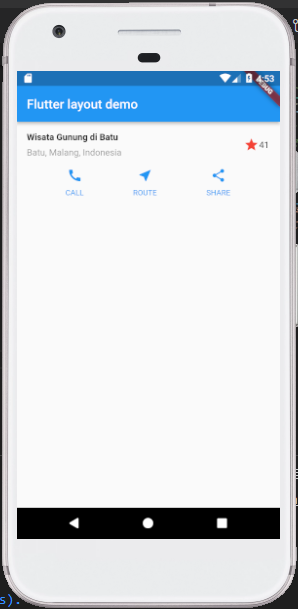 4:53
DEBUG
Flutter layout demo
Wisata Gunung di Batu
Batu, Malang, Indonesia
41
CALL ROUTE SHARE
s).